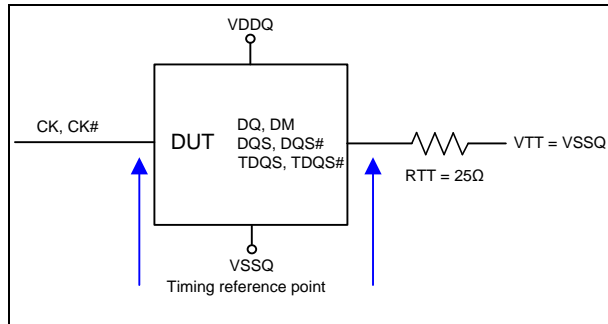 VDDQ
CK, CK#
DUT
DQ, DM
DQS, DQS#
TDQS, TDQS#
VTT = VSSQ
RTT = 25Ω
VSSQ
Timing reference point